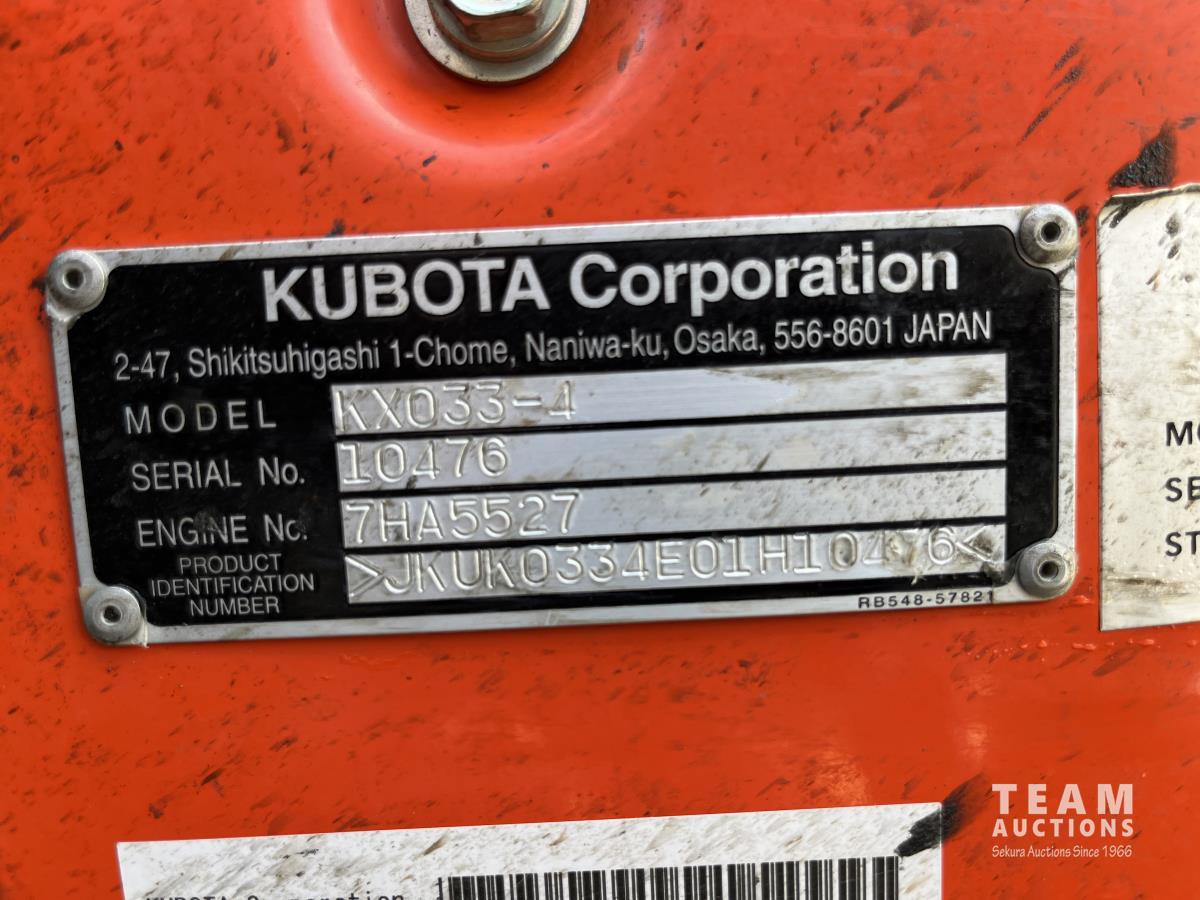 KUBOTA Corporation
2-47, Shikitsuhigashi 1-Chome, Naniwa-ku, Osaka, 556-8601 JAPAN
MODEL KX033-4
SERIAL No. 10476
ENGINE No. 7HA5527
PRODUCT IDENTIFICATION NUMBER >JKUK0334E01H10476<
RB548-57821
MO
SE
ST
TEAM
AUCTIONS
Sekura Auctions Since 1966